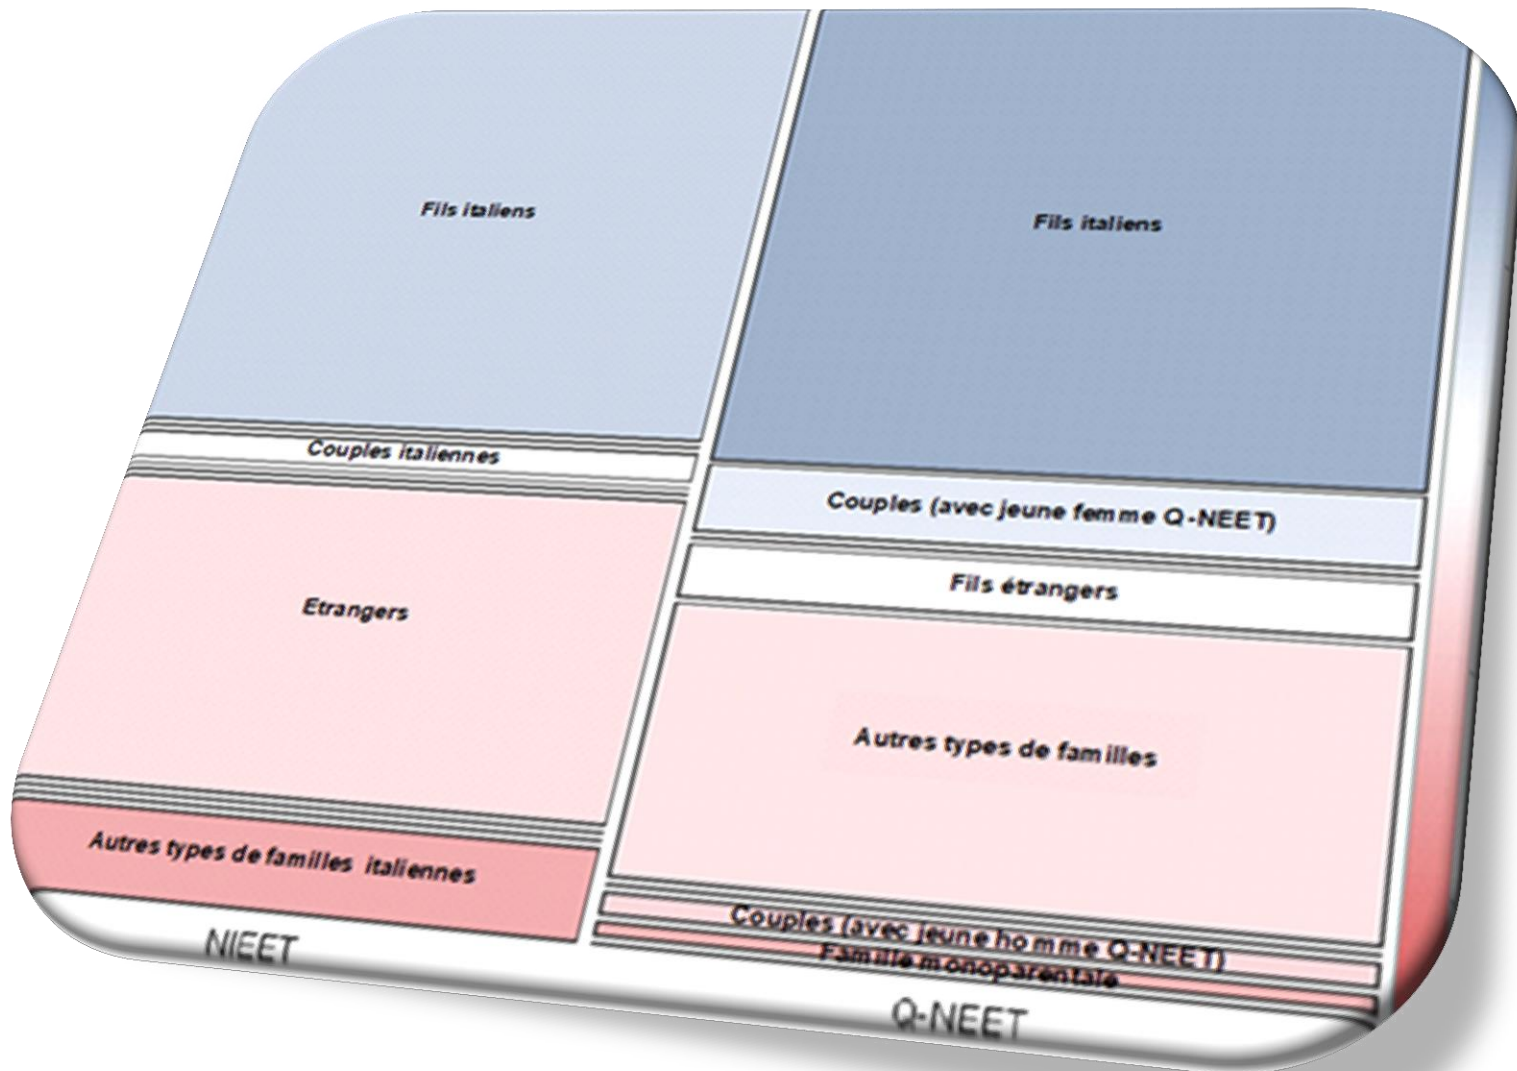 Fils italiens
Couples italiennes
Etrangers
Autres types de familles italiennes
NIEET
Fils italiens
Couples (avec jeune femme Q-NEET)
Fils étrangers
Autres types de familles
Couples (avec jeune homme Q-NEET)
Famille monoparentale
Q-NEET